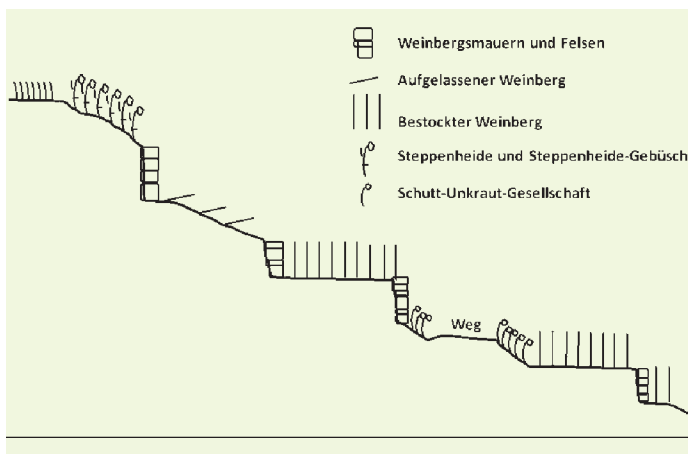 Weinbergsmauern und Felsen
Aufgelassener Weinberg
Bestockter Weinberg
Steppenheide und Steppenheide-Gebüsch
Schutt-Unkraut-Gesellschaft
Weg